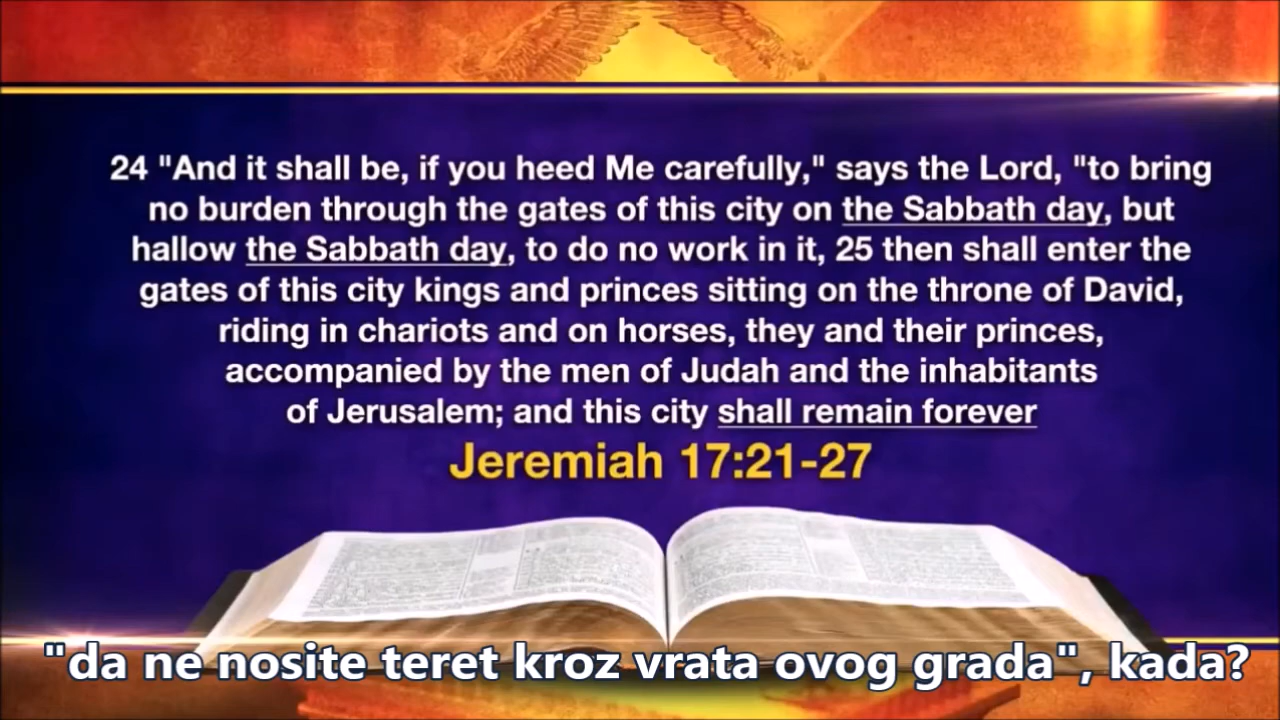 24 "And it shall be, if you heed Me carefully," says the Lord, "to bring
no burden through the gates of this city on the Sabbath day, but
hallow the Sabbath day, to do no work in it, 25 then shall enter the
gates of this city kings and princes sitting on the throne of David,
riding in chariots and on horses, they and their princes,
accompanied by the men of Judah and the inhabitants
of Jerusalem; and this city shall remain forever
Jeremiah 17:21-27
"da ne nosite teret kroz vrata ovog grada", kada?